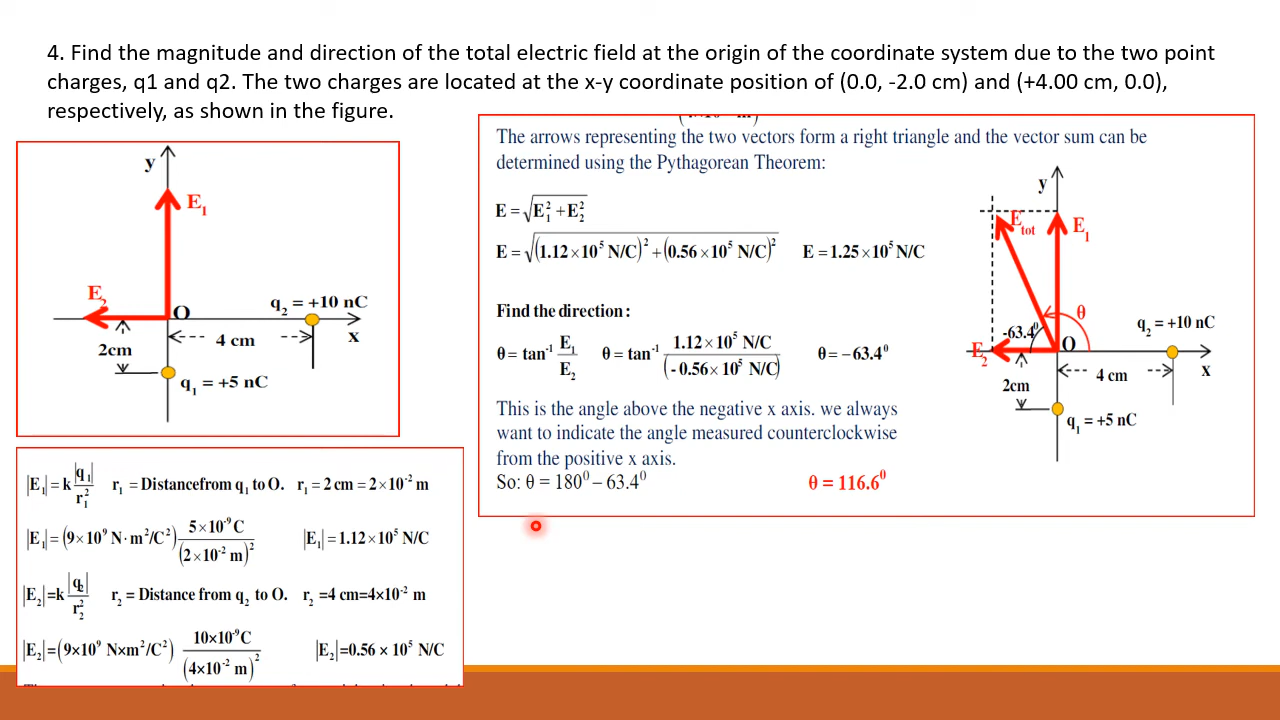 4. Find the magnitude and direction of the total electric field at the origin of the coordinate system due to the two point
charges, q1 and q2. The two charges are located at the x-y coordinate position of (0.0, -2.0 cm) and (+4.00 cm, 0.0),
respectively, as shown in the figure.
y
E₁
E₂
O
q₂ = +10 nC
x
4 cm
2cm
q₁ = +5 nC
|E₁| = k |q₁| / r₁² r₁ = Distancefrom q₁ to O. r₁ = 2 cm = 2×10⁻² m
|E₁| = (9×10⁹ N·m²/C²) 5×10⁻⁹C / (2×10⁻² m)² |E₁| = 1.12×10⁵ N/C
|E₂|=k |q₂| / r₂² r₂ = Distance from q₂ to O. r₂ =4 cm=4×10⁻² m
|E₂|=(9×10⁹ N×m²/C²) 10×10⁻⁹C / (4×10⁻² m)² |E₂|=0.56 × 10⁵ N/C
The arrows representing the two vectors form a right triangle and the vector sum can be
determined using the Pythagorean Theorem:
E = √(E₁² + E₂²)
E = √((1.12×10⁵ N/C)² + (0.56×10⁵ N/C)²) E = 1.25×10⁵ N/C
Find the direction:
θ = tan⁻¹ E₁ / E₂ θ = tan⁻¹ 1.12×10⁵ N/C / (-0.56× 10⁵ N/C) θ = −63.4⁰
This is the angle above the negative x axis. we always
want to indicate the angle measured counterclockwise
from the positive x axis.
So: θ = 180⁰ – 63.4⁰ θ = 116.6⁰
y
E_tot
E₁
θ
-63.4⁰
q₂ = +10 nC
E₂
O
x
4 cm
2cm
q₁ = +5 nC